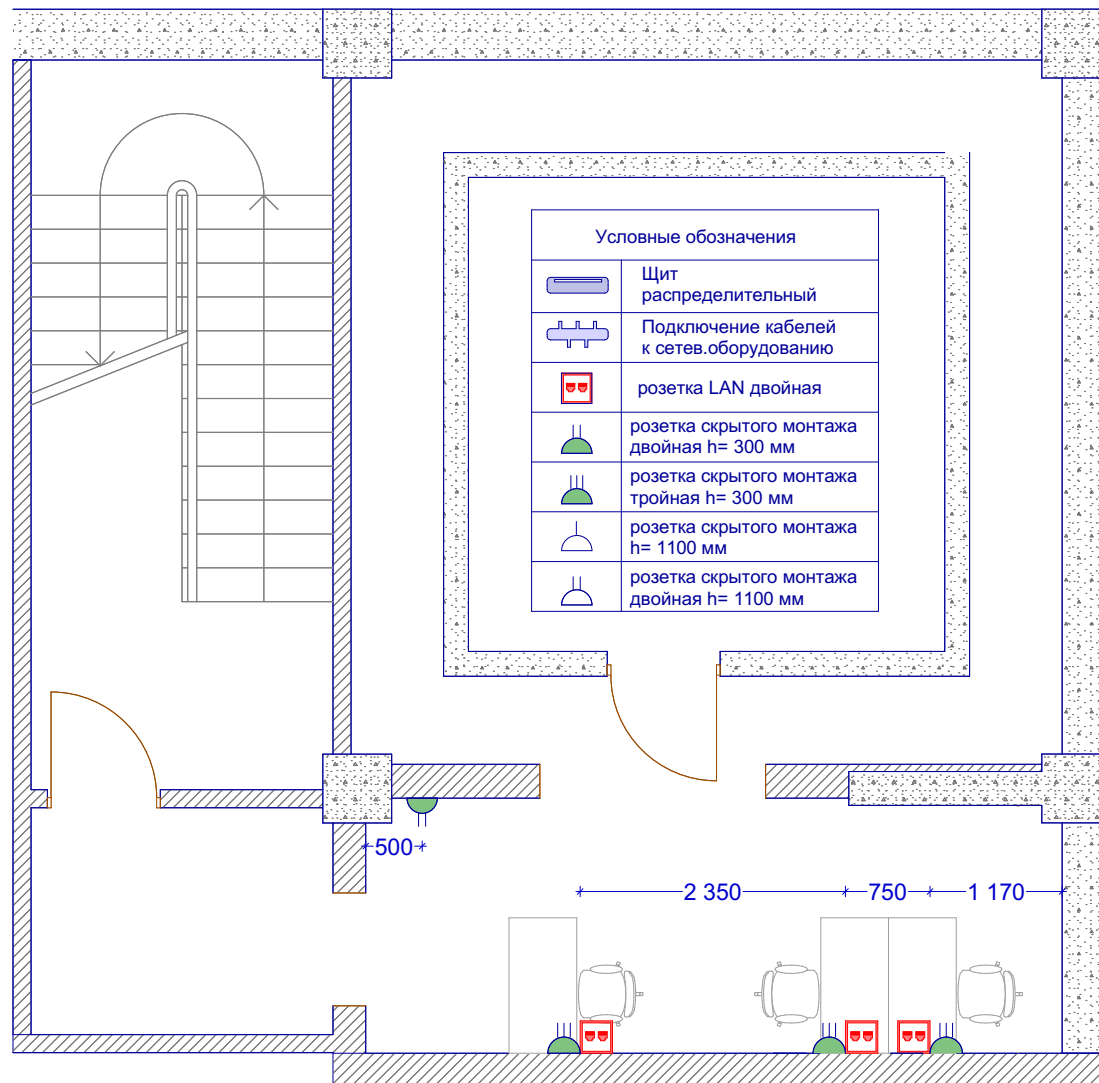 Условные обозначения
Щит
распределительный
Подключение кабелей
к сетев.оборудованию
розетка LAN двойная
розетка скрытого монтажа
двойная h= 300 мм
розетка скрытого монтажа
тройная h= 300 мм
розетка скрытого монтажа
h= 1100 мм
розетка скрытого монтажа
двойная h= 1100 мм
500
2 350 750 1 170